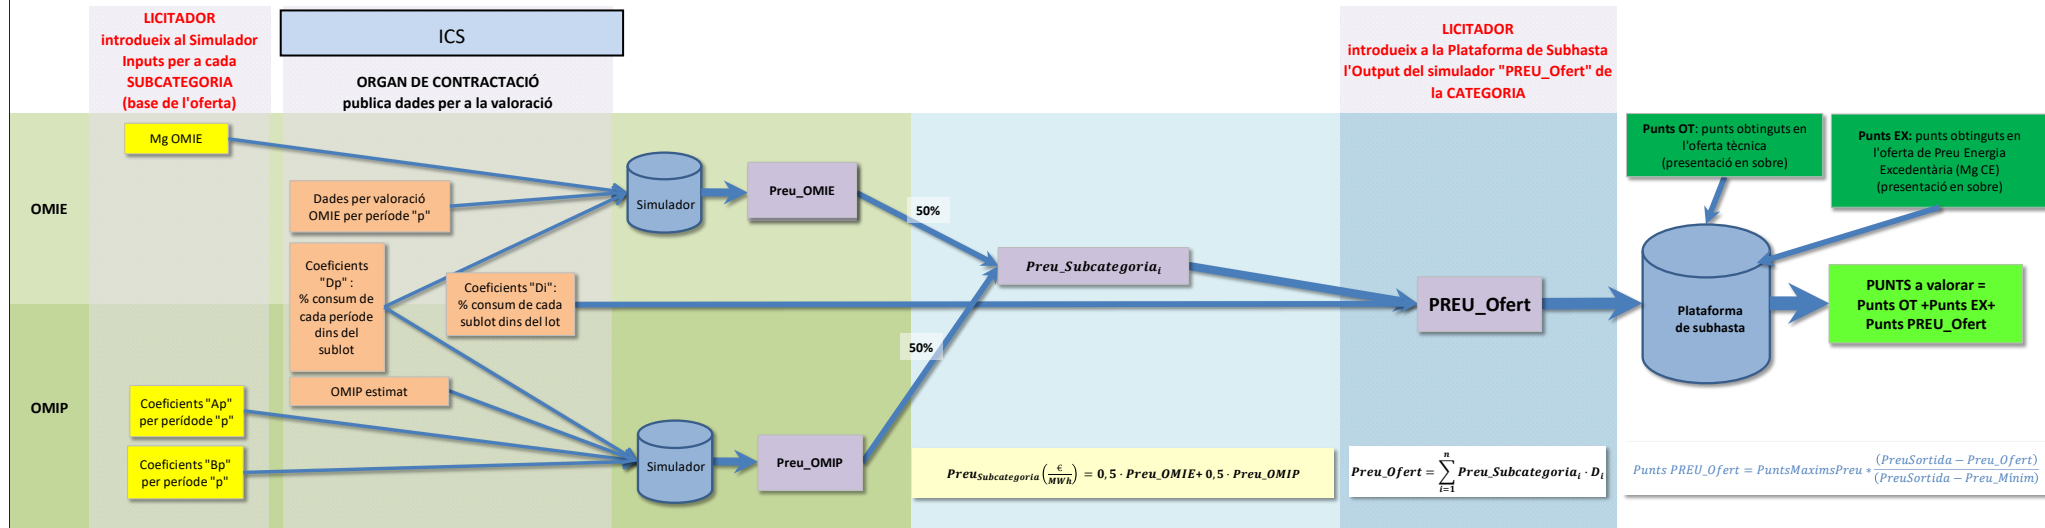 LICITADOR
introdueix al Simulador
Inputs per a cada
SUBCATEGORIA
(base de l'oferta)
ICS
ORGAN DE CONTRACTACIÓ
publica dades per a la valoració
LICITADOR
introdueix a la Plataforma de Subhasta
l'Output del simulador "PREU_Ofert" de
la CATEGORIA
OMIE
Mg OMIE
Dades per valoració
OMIE per període "p"
Coeficients
"Dp" :
% consum de
cada període
dins del
sublot
Coeficients "Di":
% consum de cada
sublot dins del lot
Simulador
Preu_OMIE
50%
Preu_Subcategoria_i
PREU_Ofert
Punts OT: punts obtinguts en
l'oferta tècnica
(presentació en sobre)
Punts EX: punts obtinguts en
l'oferta de Preu Energia
Excedentària (Mg CE)
(presentació en sobre)
Plataforma
de subhasta
PUNTS a valorar =
Punts OT +Punts EX+
Punts PREU_Ofert
OMIP
Coeficients "Ap"
per perídode "p"
Coeficients "Bp"
per període "p"
OMIP estimat
Simulador
Preu_OMIP
50%
Preu_Subcategoria (€/MWh) = 0,5 · Preu_OMIE+ 0,5 · Preu_OMIP
Preu_Ofert = ∑_{i=1}^{n} Preu_Subcategoria_i · D_i
Punts PREU_Ofert = PuntsMaximsPreu * (PreuSortida − Preu_Ofert) / (PreuSortida − Preu_Mínim)